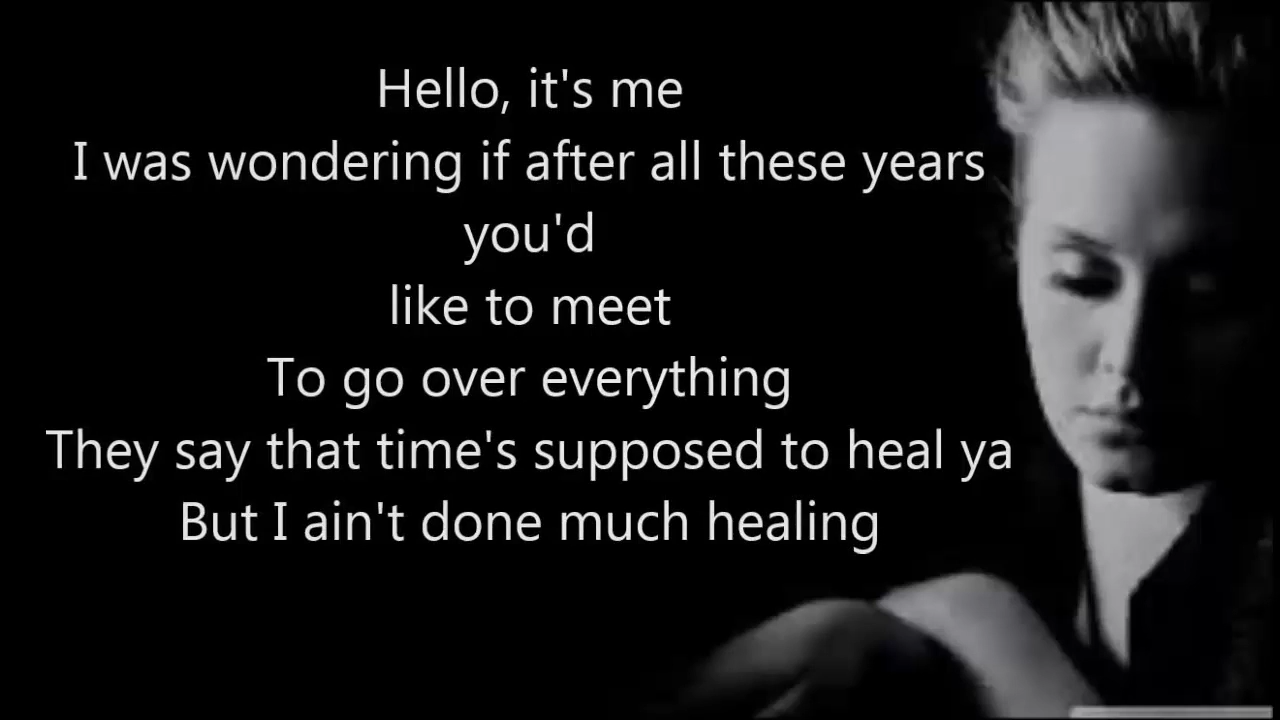 Hello, it's me
I was wondering if after all these years
you'd
like to meet
To go over everything
They say that time's supposed to heal ya
But I ain't done much healing